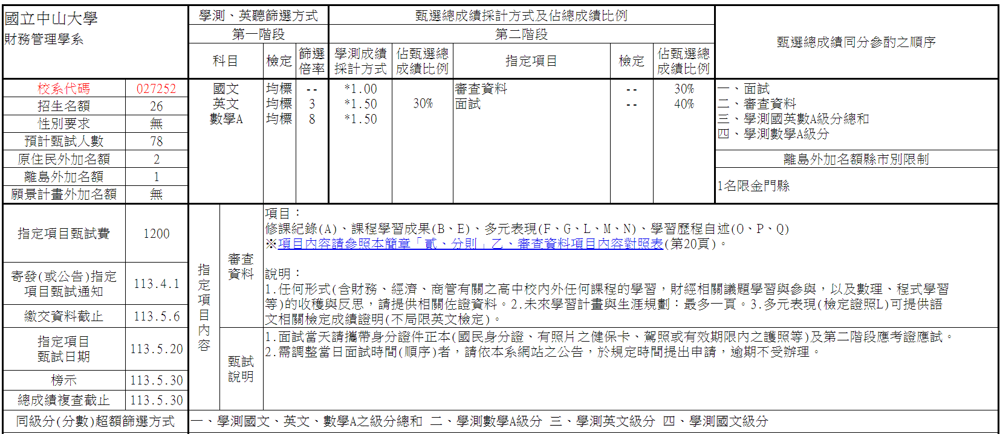 國立中山大學
財務管理學系
學測、英聽篩選方式
甄選總成績採計方式及佔總成績比例
甄選總成績同分參酌之順序
第一階段
第二階段
科目
檢定
篩選
倍率
學測成績
採計方式
佔甄選總
成績比例
指定項目
檢定
佔甄選總
成績比例
校系代碼 027252
招生名額 26
性別要求 無
預計甄試人數 78
原住民外加名額 2
離島外加名額 1
願景計畫外加名額 無
國文 均標 -- *1.00
英文 均標 3 *1.50
數學A 均標 8 *1.50
30%
審查資料 -- 30%
面試 -- 40%
一、面試
二、審查資料
三、學測國英數A級分總和
四、學測數學A級分
離島外加名額縣市別限制
1名限金門縣
指定項目甄試費 1200
寄發(或公告)指定
項目甄試通知
113.4.1
繳交資料截止 113.5.6
指定項目
甄試日期
113.5.20
榜示 113.5.30
總成績複查截止 113.5.30
指定項目內容
審查
資料
項目：
修課紀錄(A)、課程學習成果(B、E)、多元表現(F、G、L、M、N)、學習歷程自述(O、P、Q)
※項目內容請參照本簡章「貳、分則」乙、審查資料項目內容對照表(第20頁)。
說明：
1.任何形式(含財務、經濟、商管有關之高中校內外任何課程的學習，財經相關議題學習與參與，以及數理、程式學習
等)的收穫與反思，請提供相關佐證資料。2.未來學習計畫與生涯規劃：最多一頁。3.多元表現(檢定證照L)可提供語
文相關檢定成績證明(不局限英文檢定)。
甄試
說明
1.面試當天請攜帶身分證件正本(國民身分證、有照片之健保卡、駕照或有效期限內之護照等)及第二階段應考證應試。
2.需調整當日面試時間(順序)者，請依本系網站之公告，於規定時間提出申請，逾期不受辦理。
同級分(分數)超額篩選方式
一、學測國文、英文、數學A之級分總和 二、學測數學A級分 三、學測英文級分 四、學測國文級分